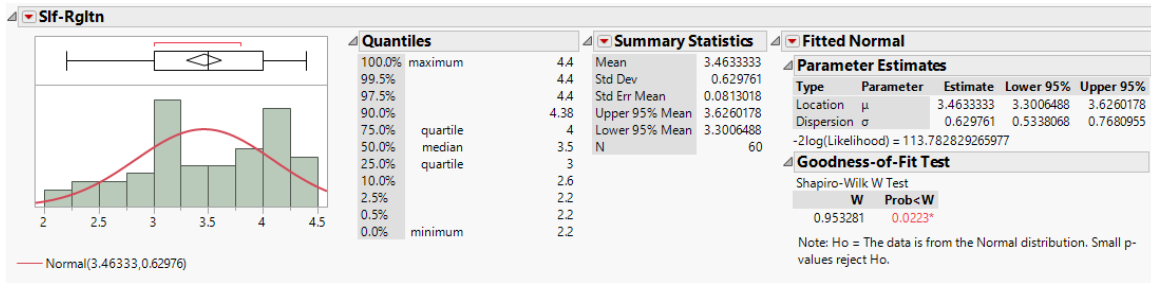 Slf-Rgltn
2 2.5 3 3.5 4 4.5
Normal(3.46333,0.62976)
Quantiles
100.0% maximum 4.4
99.5% 4.4
97.5% 4.4
90.0% 4.38
75.0% quartile 4
50.0% median 3.5
25.0% quartile 3
10.0% 2.6
2.5% 2.2
0.5% 2.2
0.0% minimum 2.2
Summary Statistics
Mean 3.4633333
Std Dev 0.629761
Std Err Mean 0.0813018
Upper 95% Mean 3.6260178
Lower 95% Mean 3.3006488
N 60
Fitted Normal
Parameter Estimates
Type Parameter Estimate Lower 95% Upper 95%
Location μ 3.4633333 3.3006488 3.6260178
Dispersion σ 0.629761 0.5338068 0.7680955
-2log(Likelihood) = 113.782829265977
Goodness-of-Fit Test
Shapiro-Wilk W Test
W Prob<W
0.953281 0.0223*
Note: Ho = The data is from the Normal distribution. Small p-
values reject Ho.